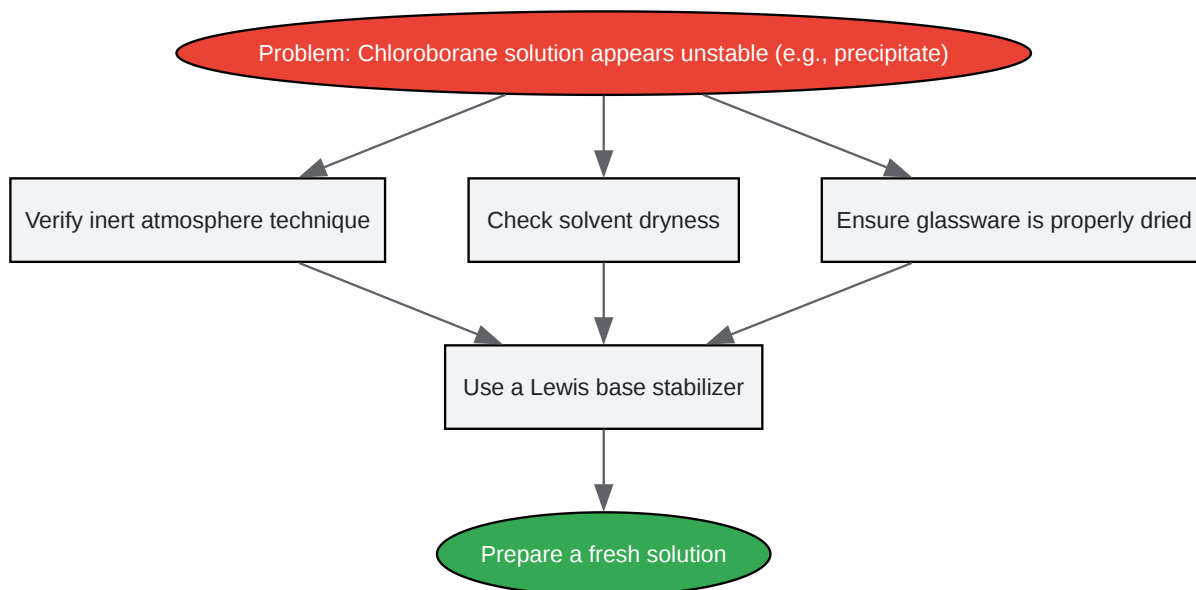 Problem: Chloroborane solution appears unstable (e.g., precipitate)
Verify inert atmosphere technique
Check solvent dryness
Ensure glassware is properly dried
Use a Lewis base stabilizer
Prepare a fresh solution